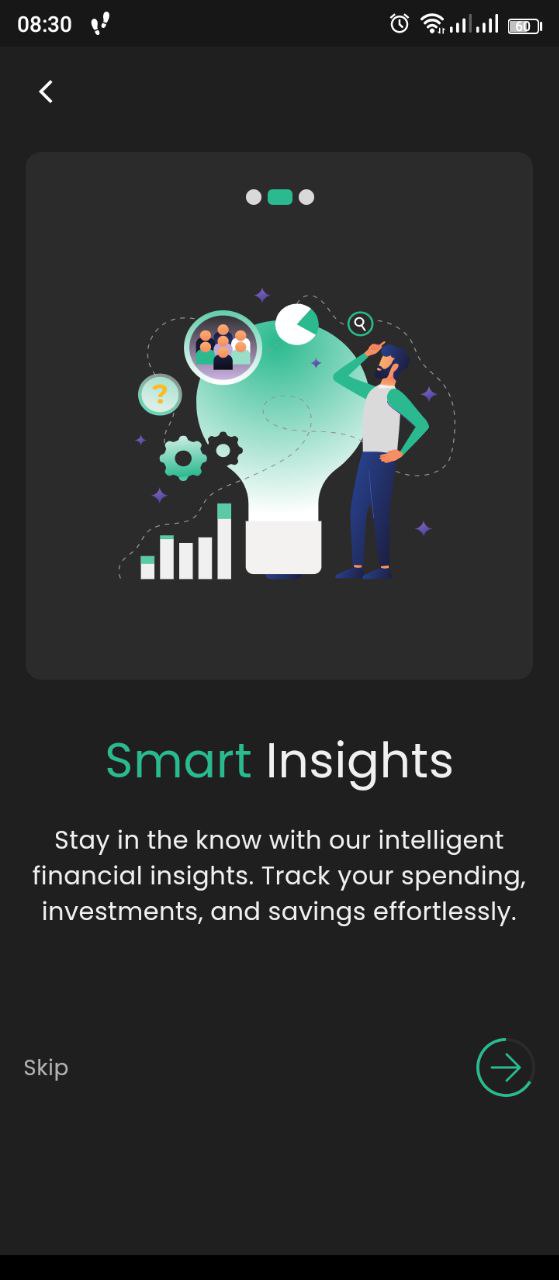 08:30
60
?
Smart Insights
Stay in the know with our intelligent
financial insights. Track your spending,
investments, and savings effortlessly.
Skip